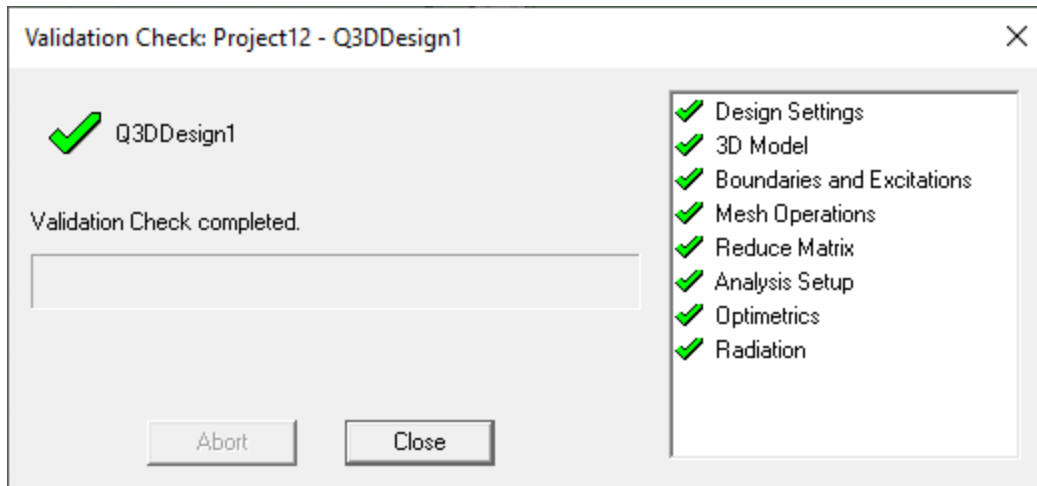 Validation Check: Project12 - Q3DDesign1
Q3DDesign1
Validation Check completed.
Abort
Close
Design Settings
3D Model
Boundaries and Excitations
Mesh Operations
Reduce Matrix
Analysis Setup
Optimetrics
Radiation